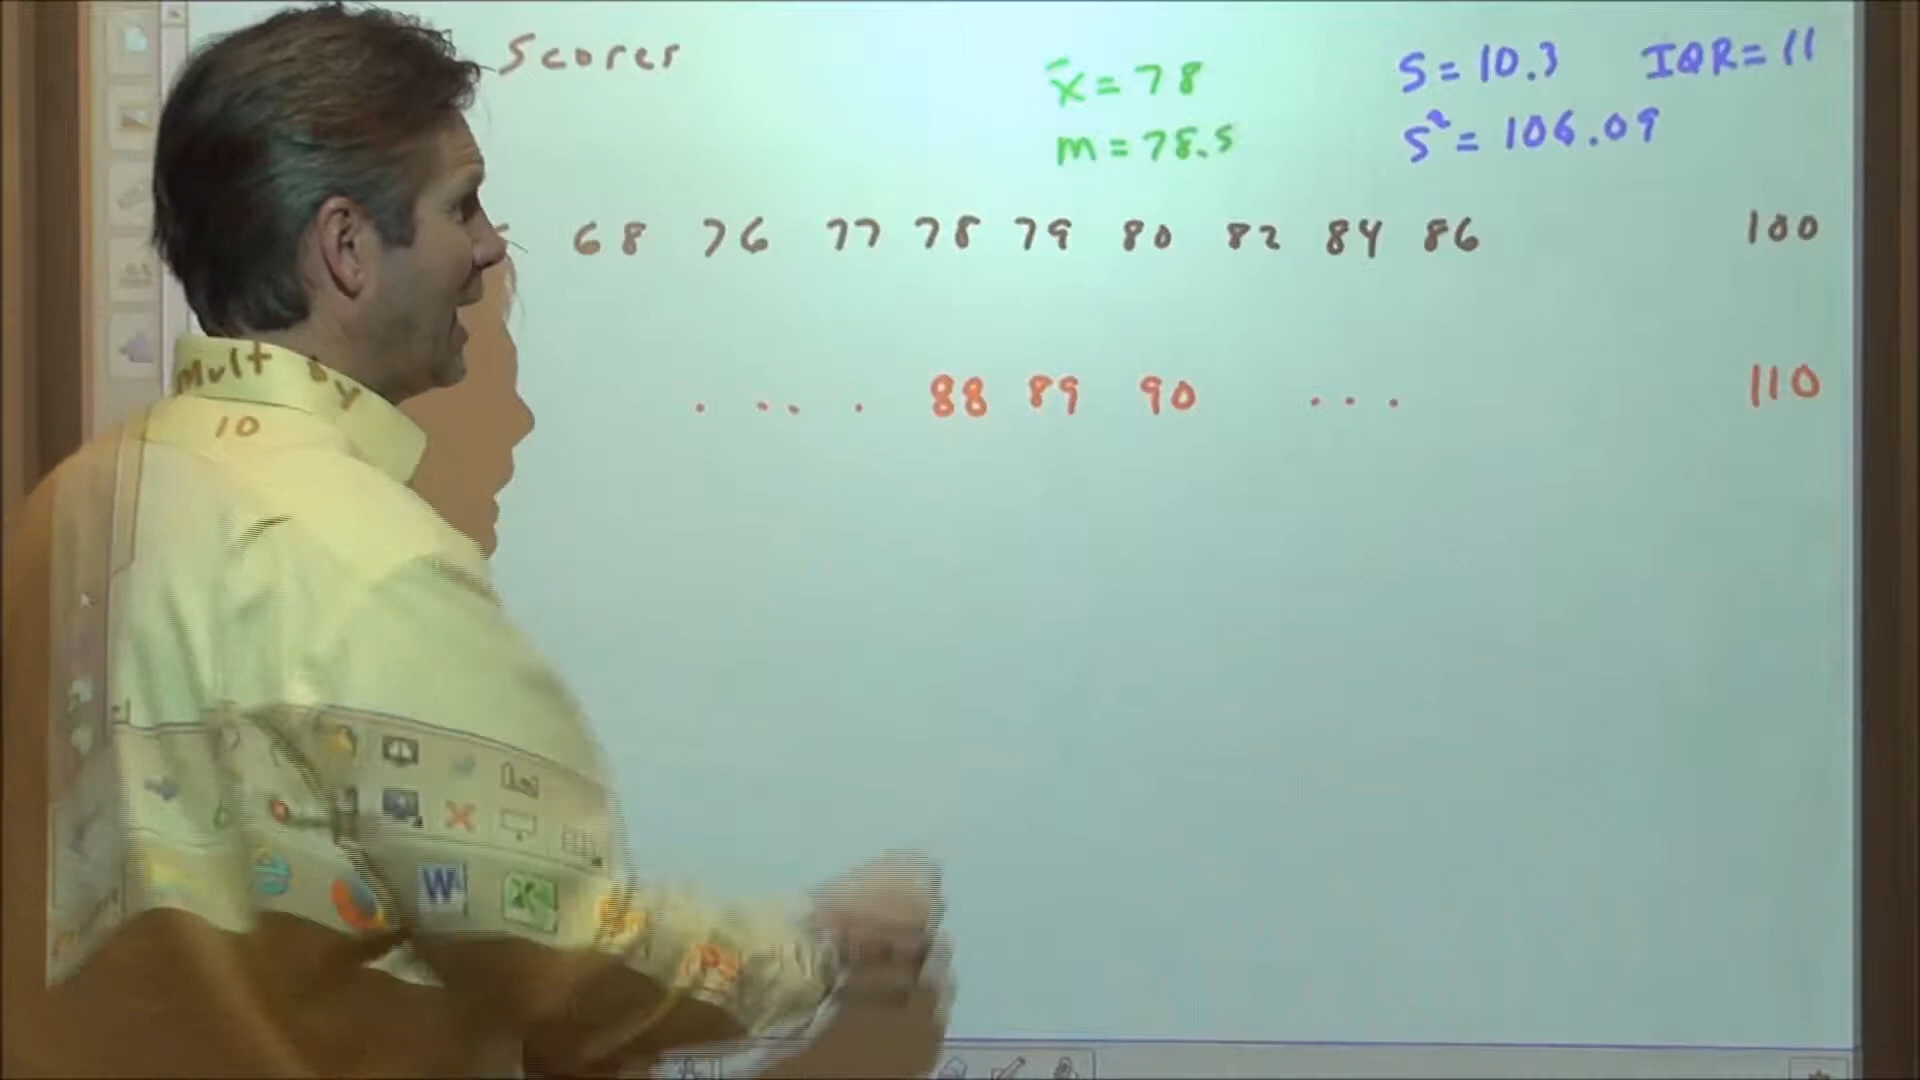 Scores
x̄ = 78
m = 78.5
S = 10.3 IQR = 11
S² = 106.09
68 76 77 78 79 80 82 84 86 100
. . . . 88 89 90 . . . 110
Mult By
10